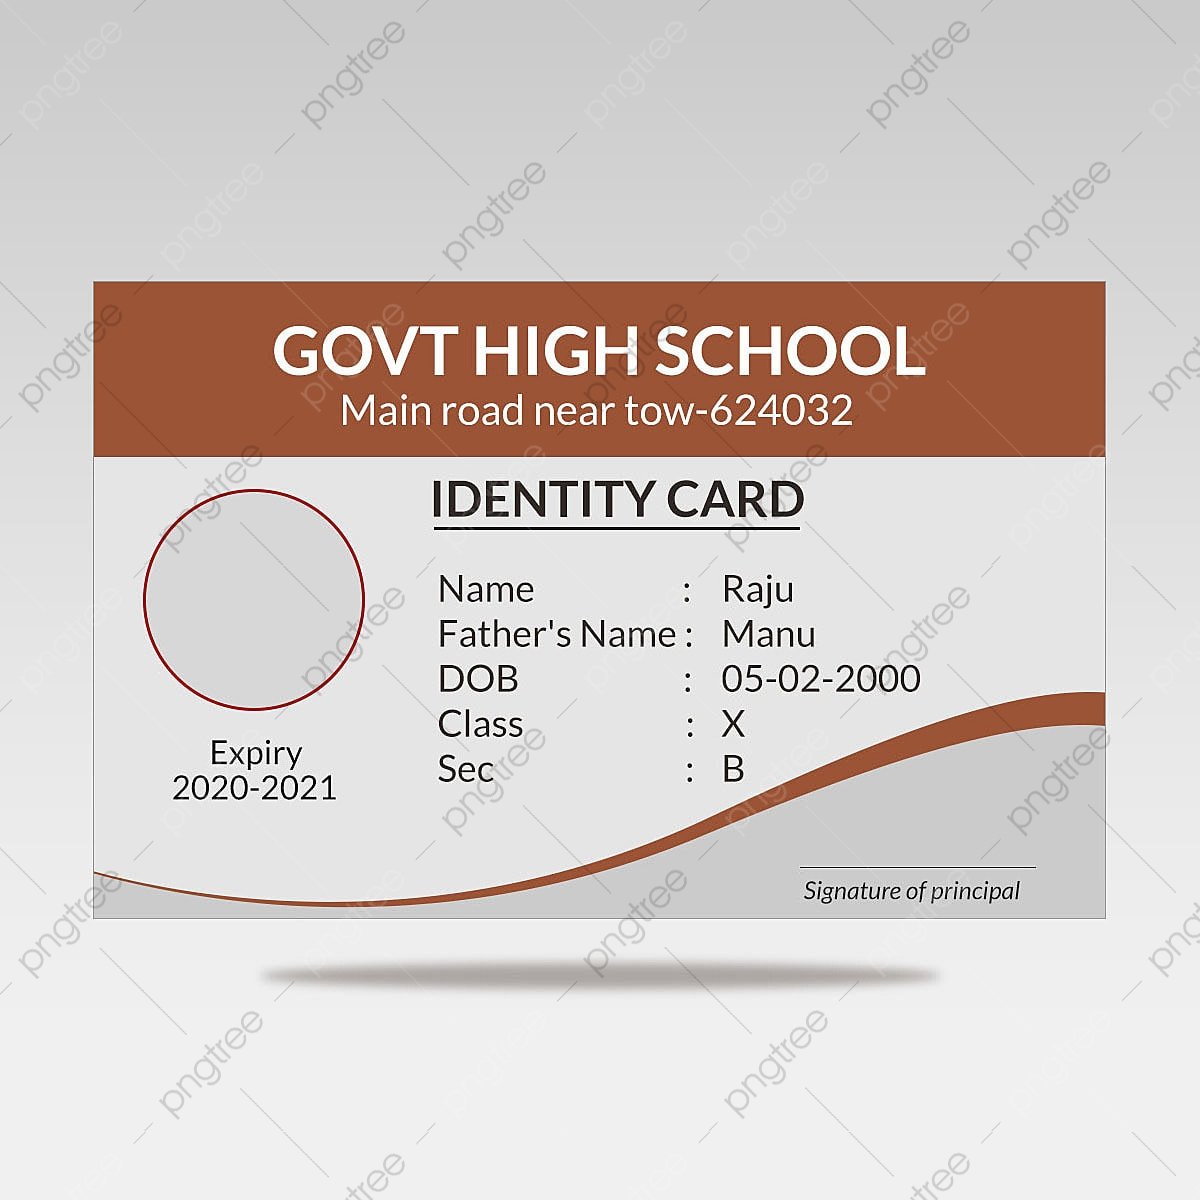 GOVT HIGH SCHOOL
Main road near tow-624032
IDENTITY CARD
Name : Raju
Father's Name : Manu
DOB : 05-02-2000
Class : X
Sec : B
Expiry
2020-2021
Signature of principal
pngtree